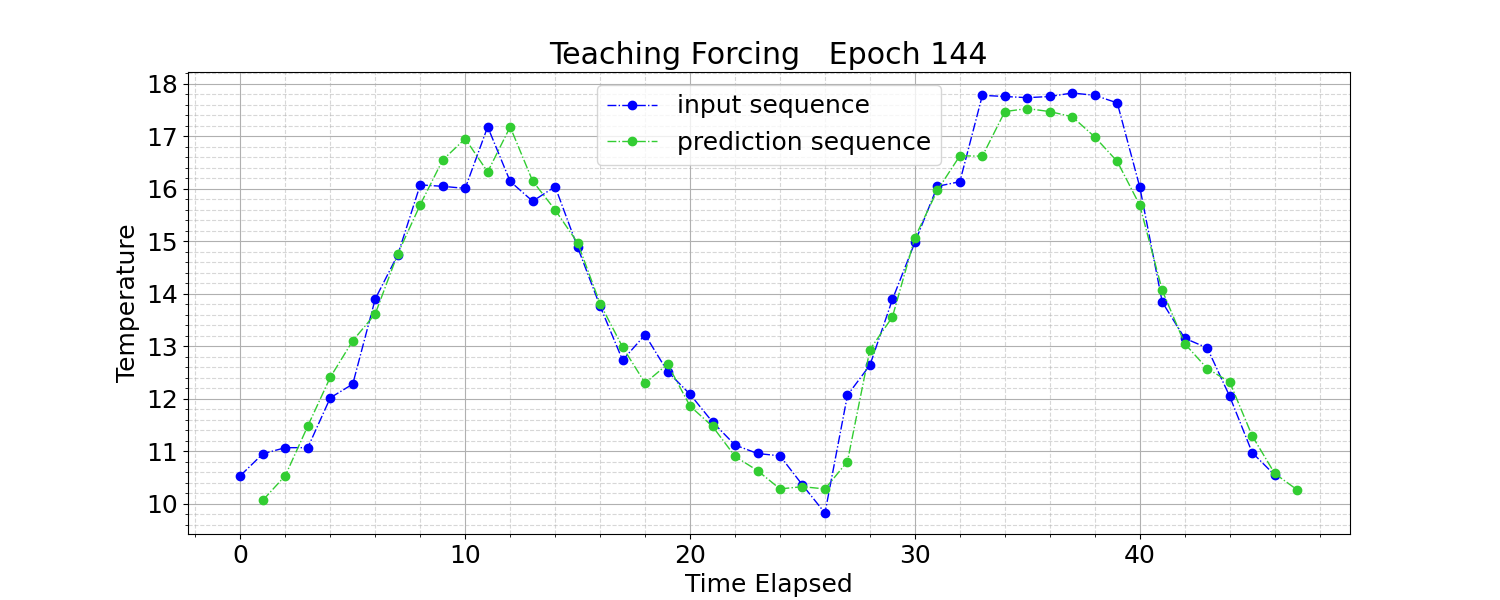 Teaching Forcing   Epoch 144
input sequence
prediction sequence
Temperature
18
17
16
15
14
13
12
11
10
0 10 20 30 40
Time Elapsed